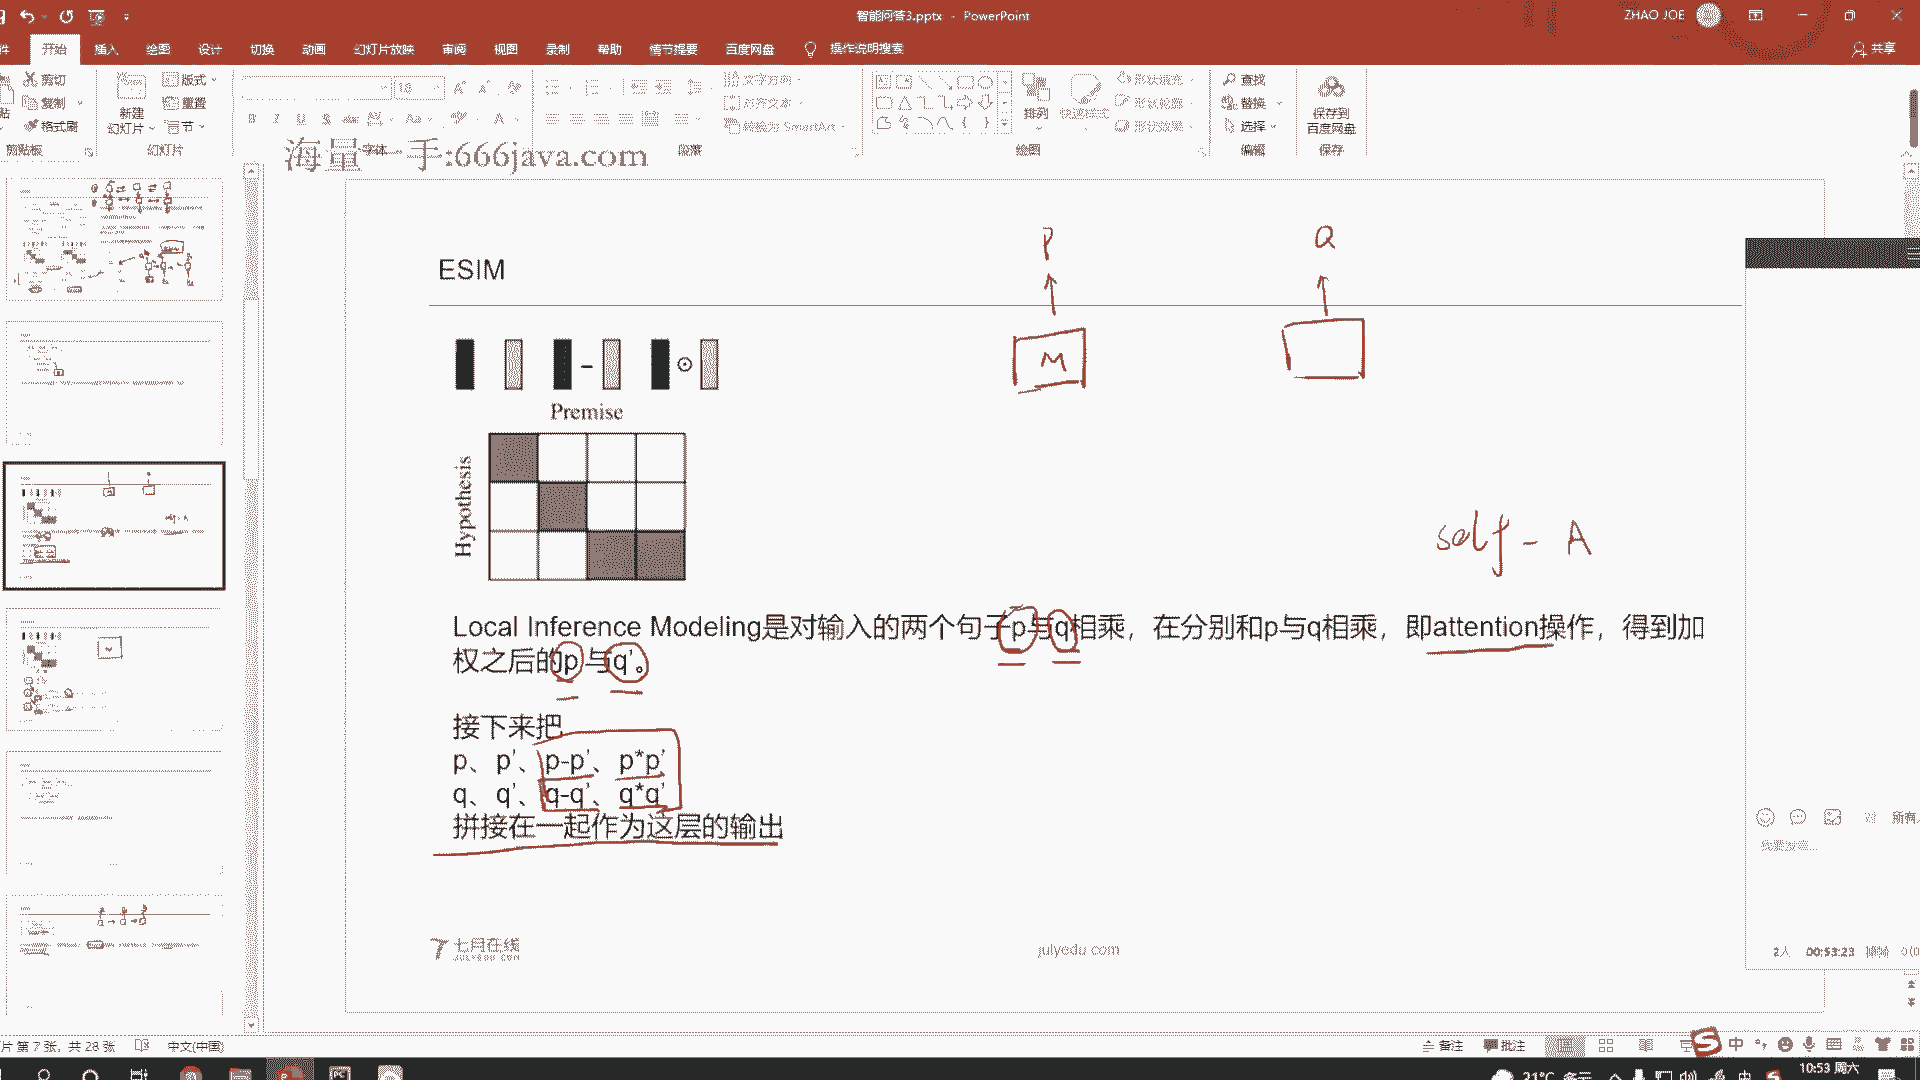 智能问答3.pptx - PowerPoint
ZHAO JOE
件 开始 插入 绘图 设计 切换 动画 幻灯片放映 审阅 视图 录制 帮助 情节提要 百度网盘 操作说明搜索
共享
剪切
复制
格式刷
剪贴板
新建
幻灯片
版式
重置
节
幻灯片
18
字体
文字方向
对齐文本
转换为 SmartArt
段落
排列
快速样式
形状填充
形状轮廓
形状效果
绘图
查找
替换
选择
编辑
保存到
百度网盘
保存
海量一手:666java.com
P
Q
ESIM
M
Premise
Hypothesis
self - A
Local Inference Modeling是对输入的两个句子p与q相乘，在分别和p与q相乘，即attention操作，得到加
权之后的p'与q'。
接下来把
p、p'、p-p'、p*p'
q、q'、q-q'、q*q'
拼接在一起作为这层的输出
七月在线
JULYEDU.COM
julyedu.com
2人 00:53:23
片 第 7 张，共 28 张
中文(中国)
备注
批注
中
21°C
10:53 周六